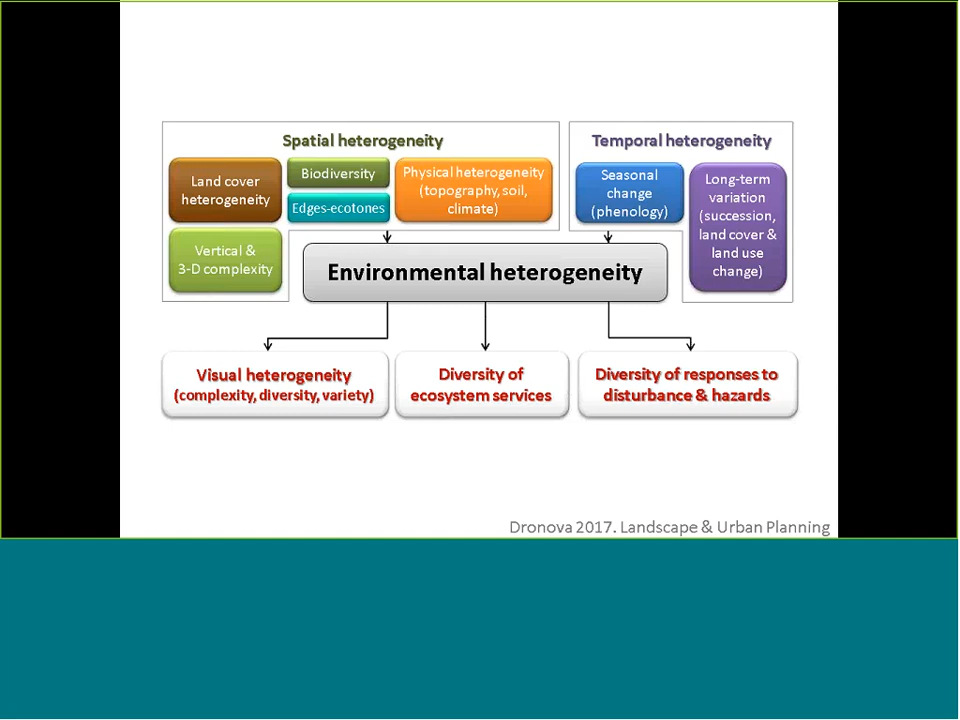 Spatial heterogeneity
Land cover
heterogeneity
Biodiversity
Edges-ecotones
Physical heterogeneity
(topography, soil,
climate)
Vertical &
3-D complexity
Temporal heterogeneity
Seasonal
change
(phenology)
Long-term
variation
(succession,
land cover &
land use
change)
Environmental heterogeneity
Visual heterogeneity
(complexity, diversity, variety)
Diversity of
ecosystem services
Diversity of responses to
disturbance & hazards
Dronova 2017. Landscape & Urban Planning